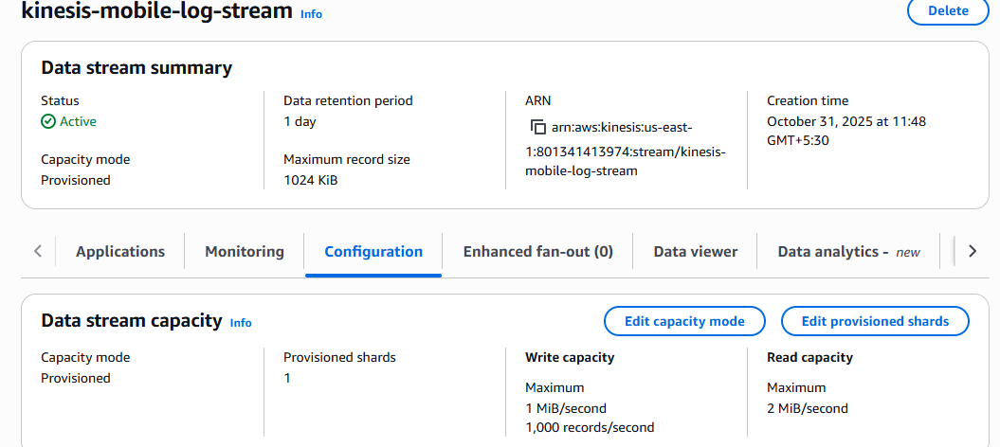 kinesis-mobile-log-stream Info
Delete
Data stream summary
Status
Active
Capacity mode
Provisioned
Data retention period
1 day
Maximum record size
1024 KiB
ARN
arn:aws:kinesis:us-east-
1:801341413974:stream/kinesis-
mobile-log-stream
Creation time
October 31, 2025 at 11:48
GMT+5:30
Applications
Monitoring
Configuration
Enhanced fan-out (0)
Data viewer
Data analytics - new
Data stream capacity Info
Edit capacity mode
Edit provisioned shards
Capacity mode
Provisioned
Provisioned shards
1
Write capacity
Maximum
1 MiB/second
1,000 records/second
Read capacity
Maximum
2 MiB/second